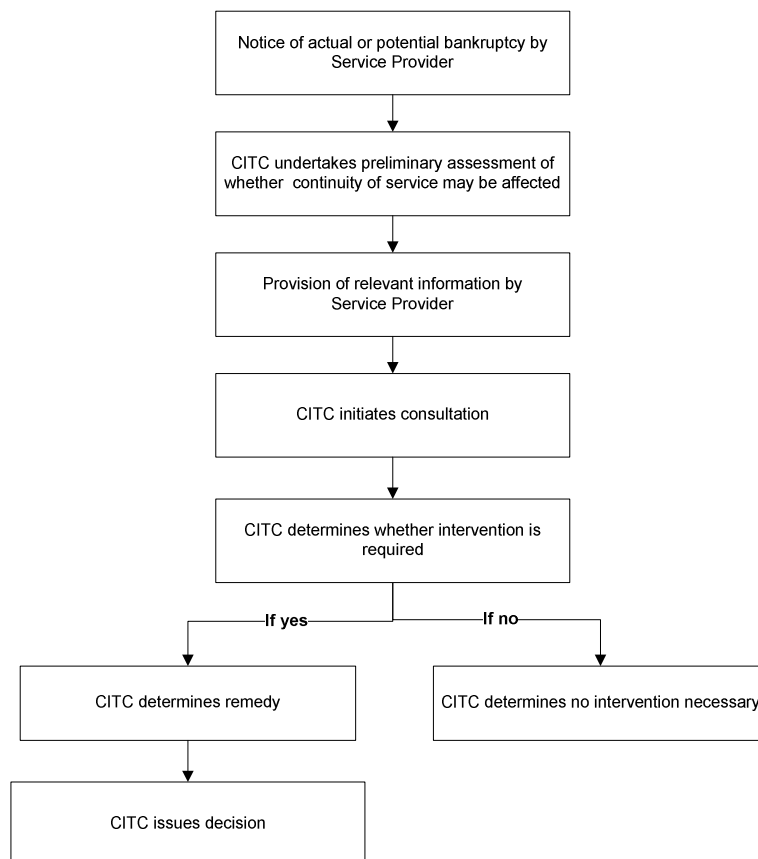 Notice of actual or potential bankruptcy by
Service Provider
CITC undertakes preliminary assessment of
whether continuity of service may be affected
Provision of relevant information by
Service Provider
CITC initiates consultation
CITC determines whether intervention is
required
If yes
If no
CITC determines remedy
CITC determines no intervention necessary
CITC issues decision